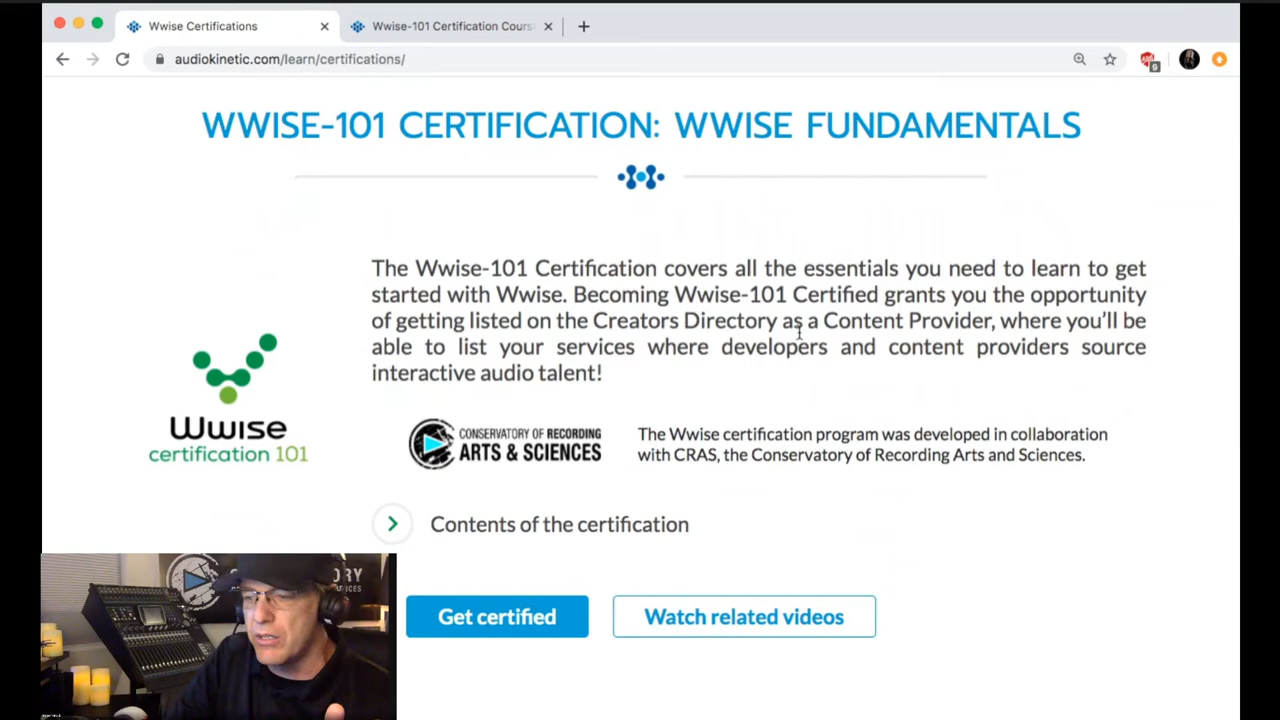 Wwise Certifications
Wwise-101 Certification Cours
audiokinetic.com/learn/certifications/
9
WWISE-101 CERTIFICATION: WWISE FUNDAMENTALS
The Wwise-101 Certification covers all the essentials you need to learn to get
started with Wwise. Becoming Wwise-101 Certified grants you the opportunity
of getting listed on the Creators Directory as a Content Provider, where you'll be
able to list your services where developers and content providers source
interactive audio talent!
Wwise
certification 101
CONSERVATORY OF RECORDING
ARTS & SCIENCES
The Wwise certification program was developed in collaboration
with CRAS, the Conservatory of Recording Arts and Sciences.
Contents of the certification
Get certified
Watch related videos